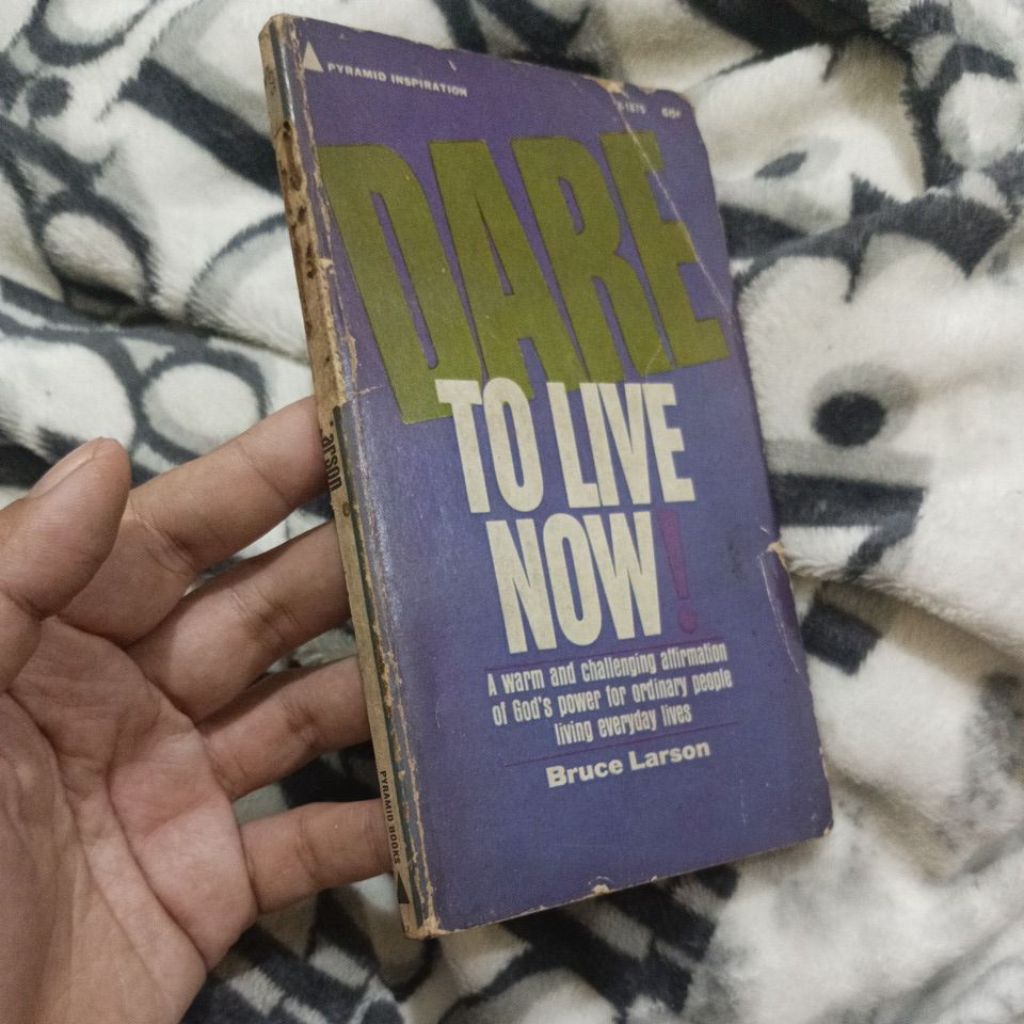 PYRAMID INSPIRATION
60¢
DARE
TO LIVE
NOW!
A warm and challenging affirmation
of God's power for ordinary people
living everyday lives
Bruce Larson
PYRAMID BOOKS